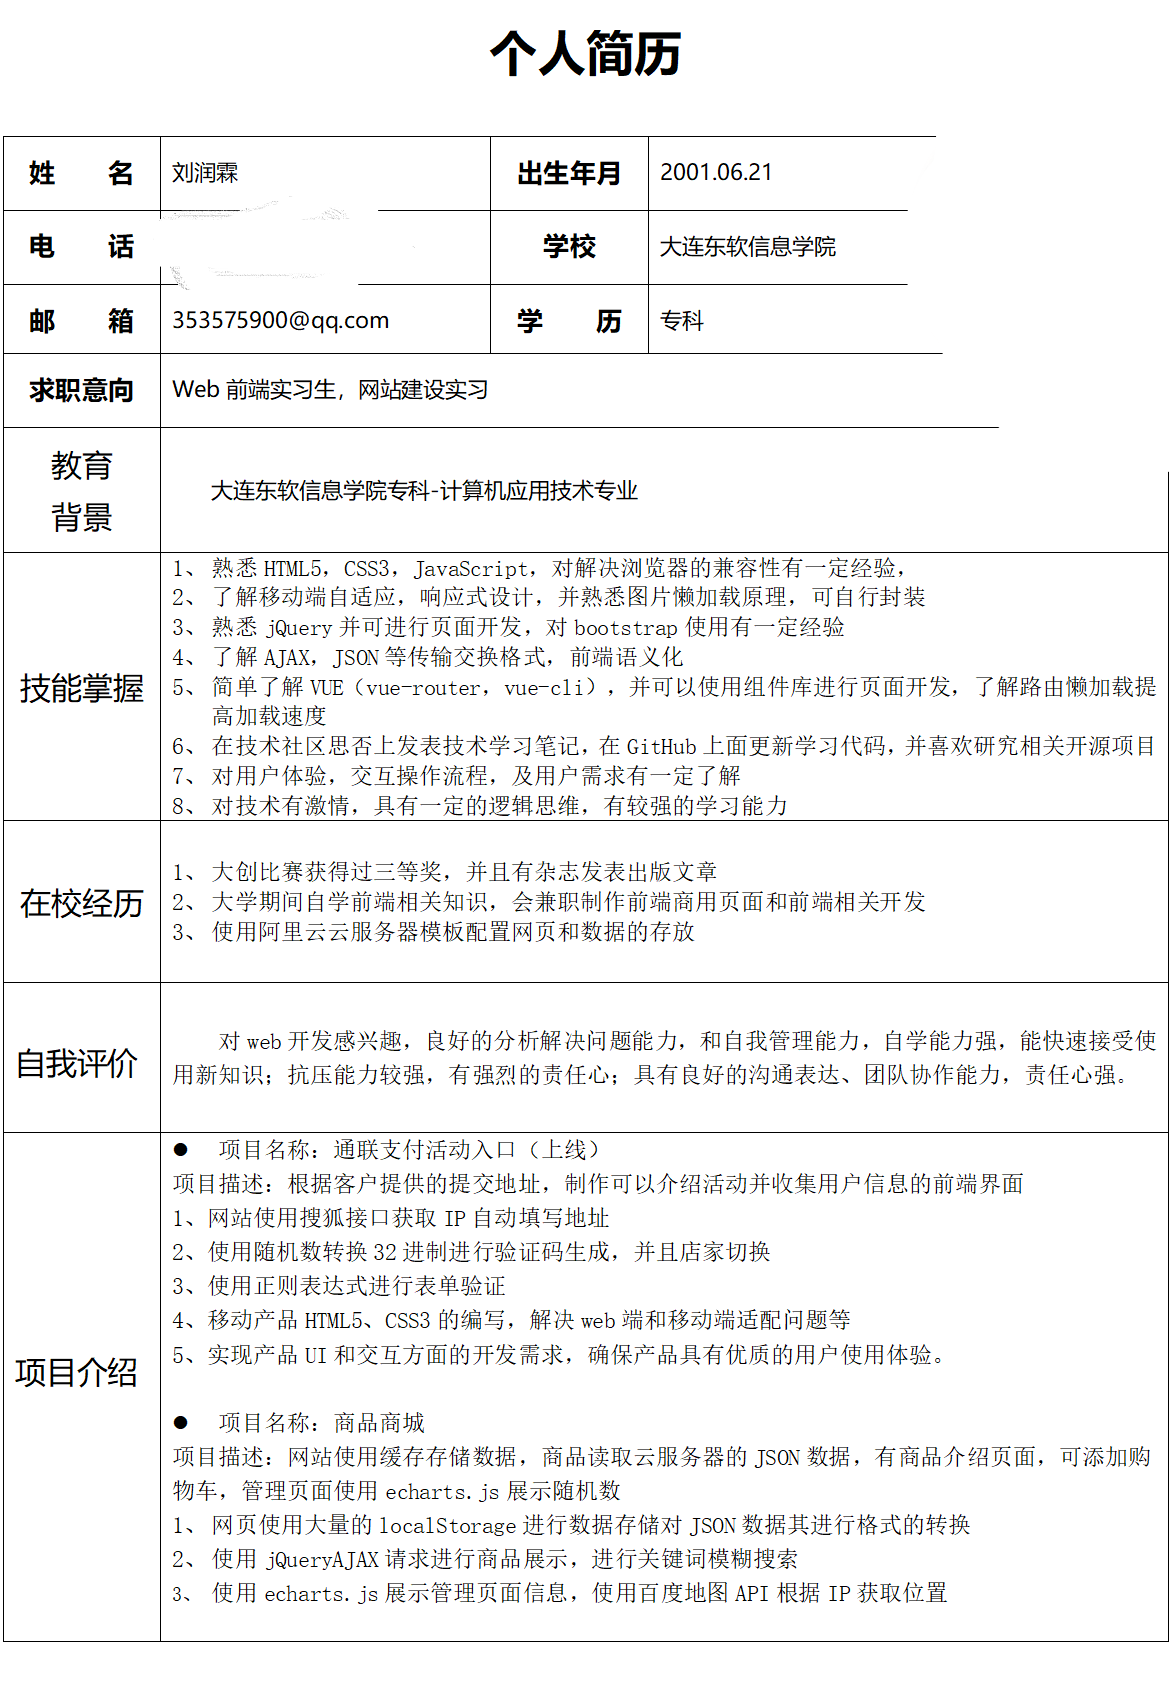 个人简历
姓 名 刘润霖 出生年月 2001.06.21
电 话 学校 大连东软信息学院
邮 箱 353575900@qq.com 学 历 专科
求职意向 Web 前端实习生，网站建设实习
教育
背景
大连东软信息学院专科-计算机应用技术专业
技能掌握
1、 熟悉 HTML5，CSS3，JavaScript，对解决浏览器的兼容性有一定经验，
2、 了解移动端自适应，响应式设计，并熟悉图片懒加载原理，可自行封装
3、 熟悉 jQuery 并可进行页面开发，对 bootstrap 使用有一定经验
4、 了解 AJAX，JSON 等传输交换格式，前端语义化
5、 简单了解 VUE（vue-router，vue-cli），并可以使用组件库进行页面开发，了解路由懒加载提
高加载速度
6、 在技术社区思否上发表技术学习笔记，在 GitHub 上面更新学习代码，并喜欢研究相关开源项目
7、 对用户体验，交互操作流程，及用户需求有一定了解
8、 对技术有激情，具有一定的逻辑思维，有较强的学习能力
在校经历
1、 大创比赛获得过三等奖，并且有杂志发表出版文章
2、 大学期间自学前端相关知识，会兼职制作前端商用页面和前端相关开发
3、 使用阿里云云服务器模板配置网页和数据的存放
自我评价
对 web 开发感兴趣，良好的分析解决问题能力，和自我管理能力，自学能力强，能快速接受使
用新知识；抗压能力较强，有强烈的责任心；具有良好的沟通表达、团队协作能力，责任心强。
项目介绍
● 项目名称：通联支付活动入口（上线）
项目描述：根据客户提供的提交地址，制作可以介绍活动并收集用户信息的前端界面
1、网站使用搜狐接口获取 IP 自动填写地址
2、使用随机数转换 32 进制进行验证码生成，并且店家切换
3、使用正则表达式进行表单验证
4、移动产品 HTML5、CSS3 的编写，解决 web 端和移动端适配问题等
5、实现产品 UI 和交互方面的开发需求，确保产品具有优质的用户使用体验。
● 项目名称：商品商城
项目描述：网站使用缓存存储数据，商品读取云服务器的 JSON 数据，有商品介绍页面，可添加购
物车，管理页面使用 echarts.js 展示随机数
1、 网页使用大量的 localStorage 进行数据存储对 JSON 数据其进行格式的转换
2、 使用 jQueryAJAX 请求进行商品展示，进行关键词模糊搜索
3、 使用 echarts.js 展示管理页面信息，使用百度地图 API 根据 IP 获取位置